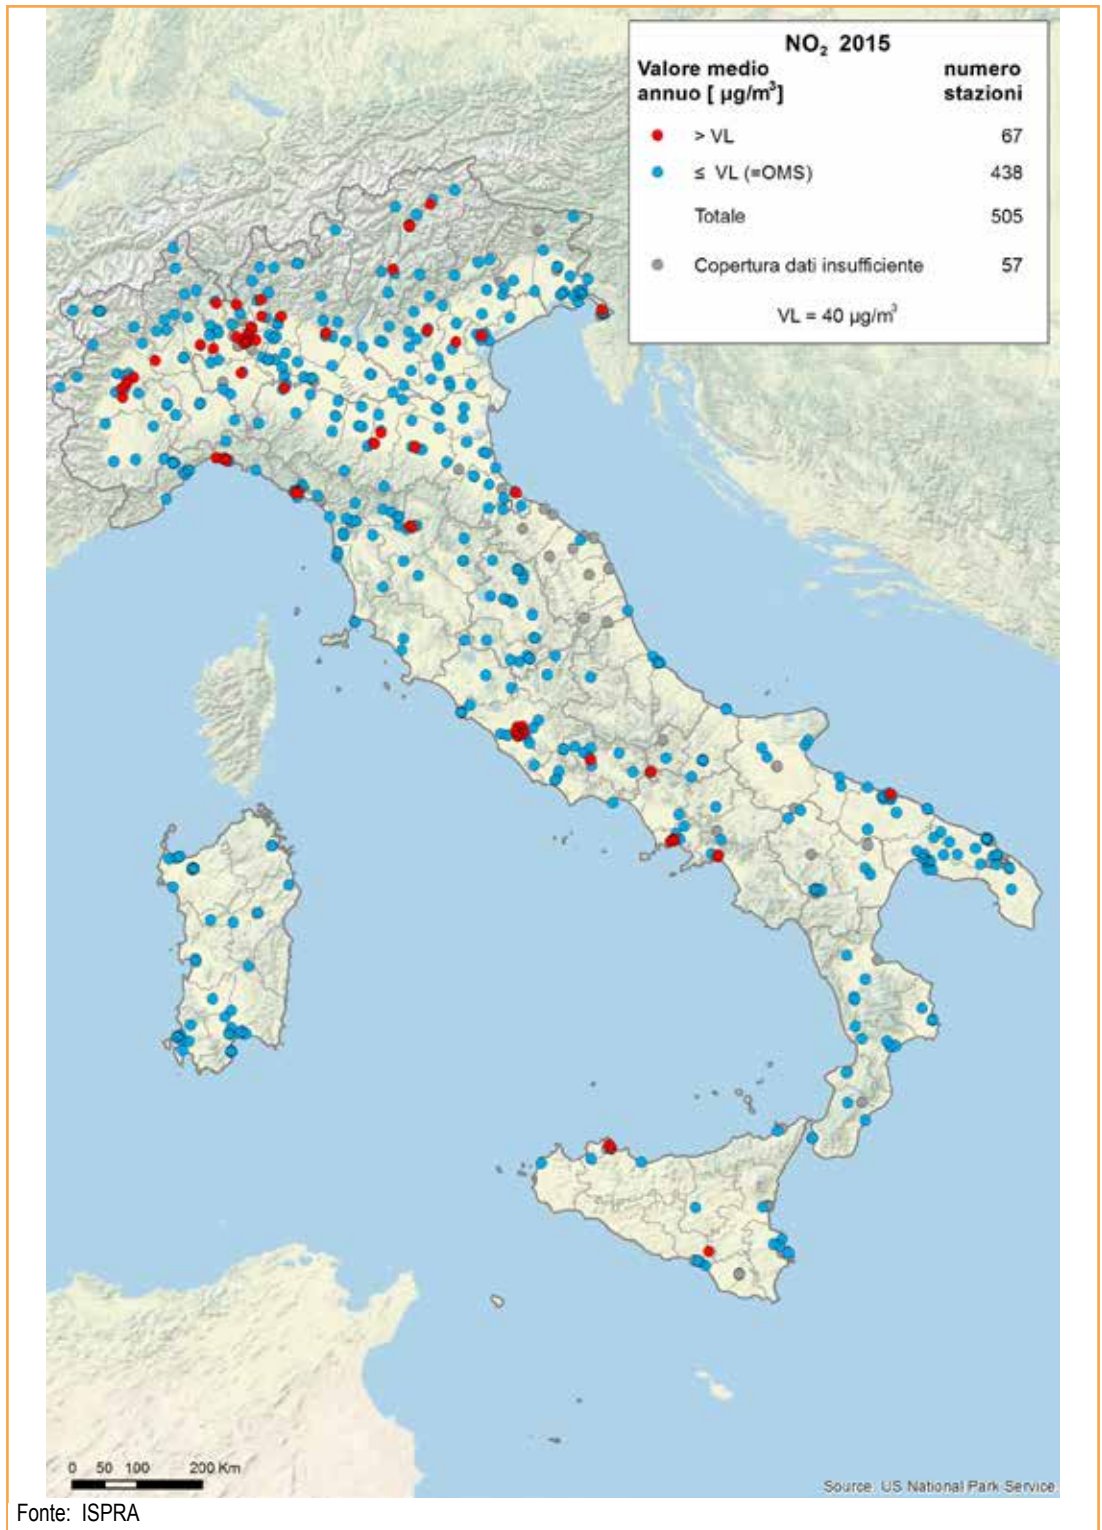 NO₂ 2015
Valore medio annuo [ µg/m³] numero stazioni
> VL 67
≤ VL (=OMS) 438
Totale 505
Copertura dati insufficiente 57
VL = 40 µg/m³
0 50 100 200 Km
Source: US National Park Service
Fonte: ISPRA